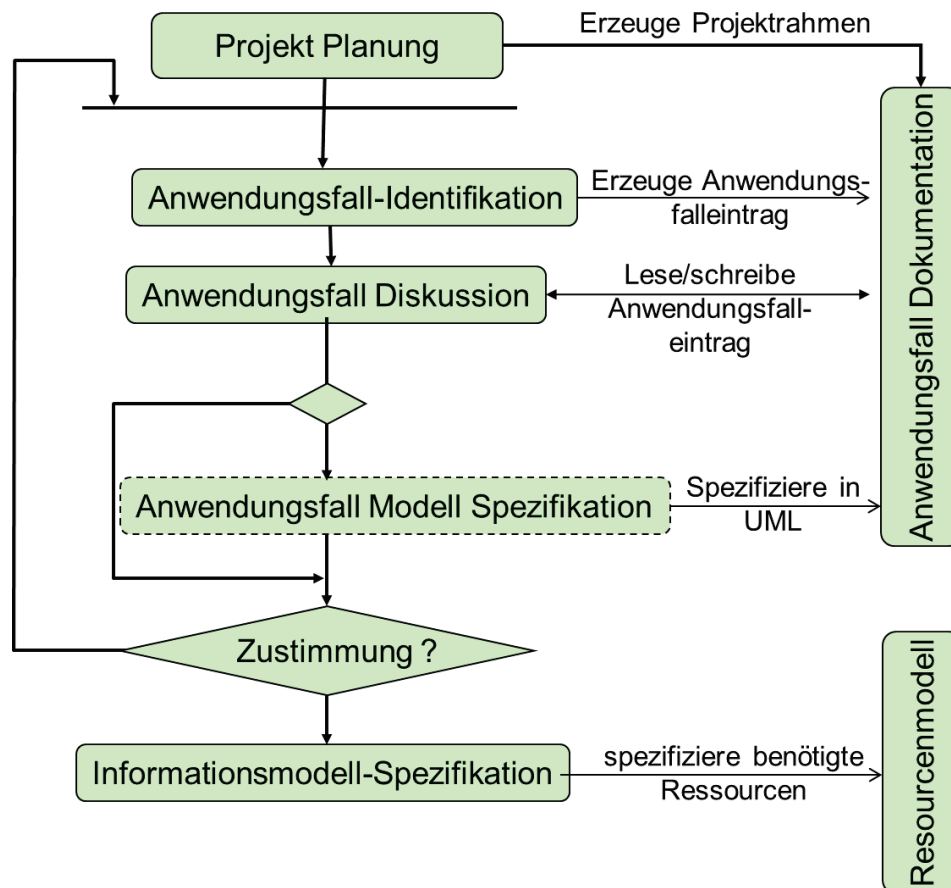 Erzeuge Projektrahmen
Projekt Planung
Anwendungsfall-Identifikation
Erzeuge Anwendungs-
falleintrag
Anwendungsfall Diskussion
Lese/schreibe
Anwendungsfall-
eintrag
Anwendungsfall Dokumentation
Anwendungsfall Modell Spezifikation
Spezifiziere in
UML
Zustimmung ?
Informationsmodell-Spezifikation
spezifiziere benötigte
Ressourcen
Resourcenmodell